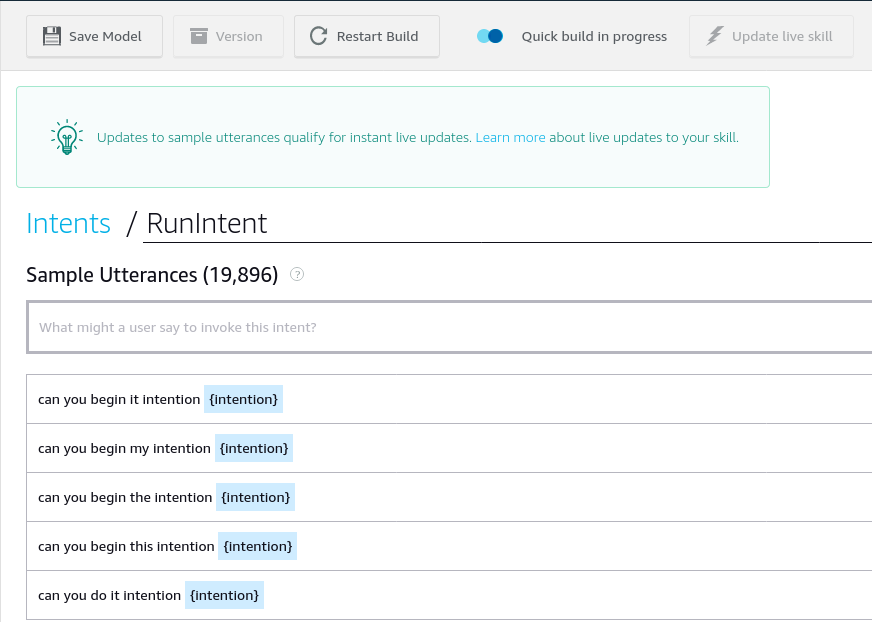 Save Model Version Restart Build Quick build in progress Update live skill
Updates to sample utterances qualify for instant live updates. Learn more about live updates to your skill.
Intents / RunIntent
Sample Utterances (19,896) ?
What might a user say to invoke this intent?
can you begin it intention {intention}
can you begin my intention {intention}
can you begin the intention {intention}
can you begin this intention {intention}
can you do it intention {intention}